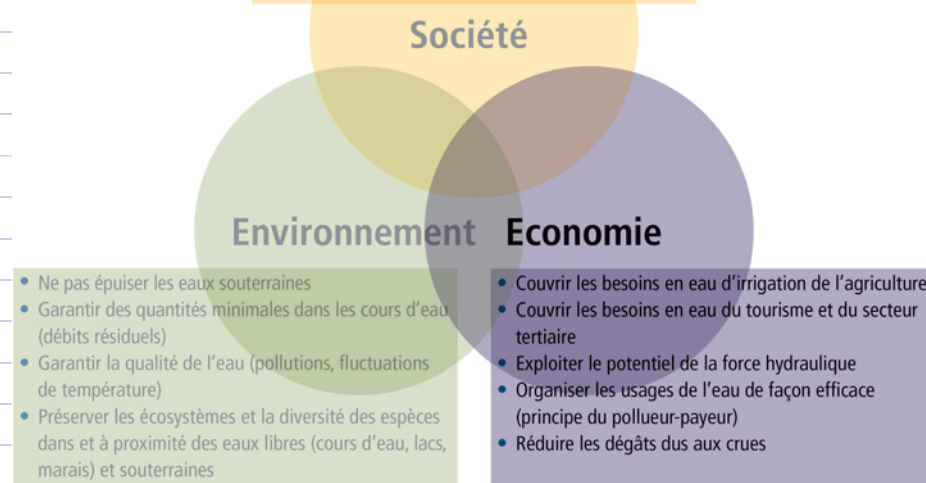 Société
Environnement
Economie
• Ne pas épuiser les eaux souterraines
• Garantir des quantités minimales dans les cours d'eau
(débits résiduels)
• Garantir la qualité de l'eau (pollutions, fluctuations
de température)
• Préserver les écosystèmes et la diversité des espèces
dans et à proximité des eaux libres (cours d'eau, lacs,
marais) et souterraines
• Couvrir les besoins en eau d'irrigation de l'agriculture
• Couvrir les besoins en eau du tourisme et du secteur
tertiaire
• Exploiter le potentiel de la force hydraulique
• Organiser les usages de l'eau de façon efficace
(principe du pollueur-payeur)
• Réduire les dégâts dus aux crues